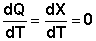 dQ/dT = dX/dT = 0